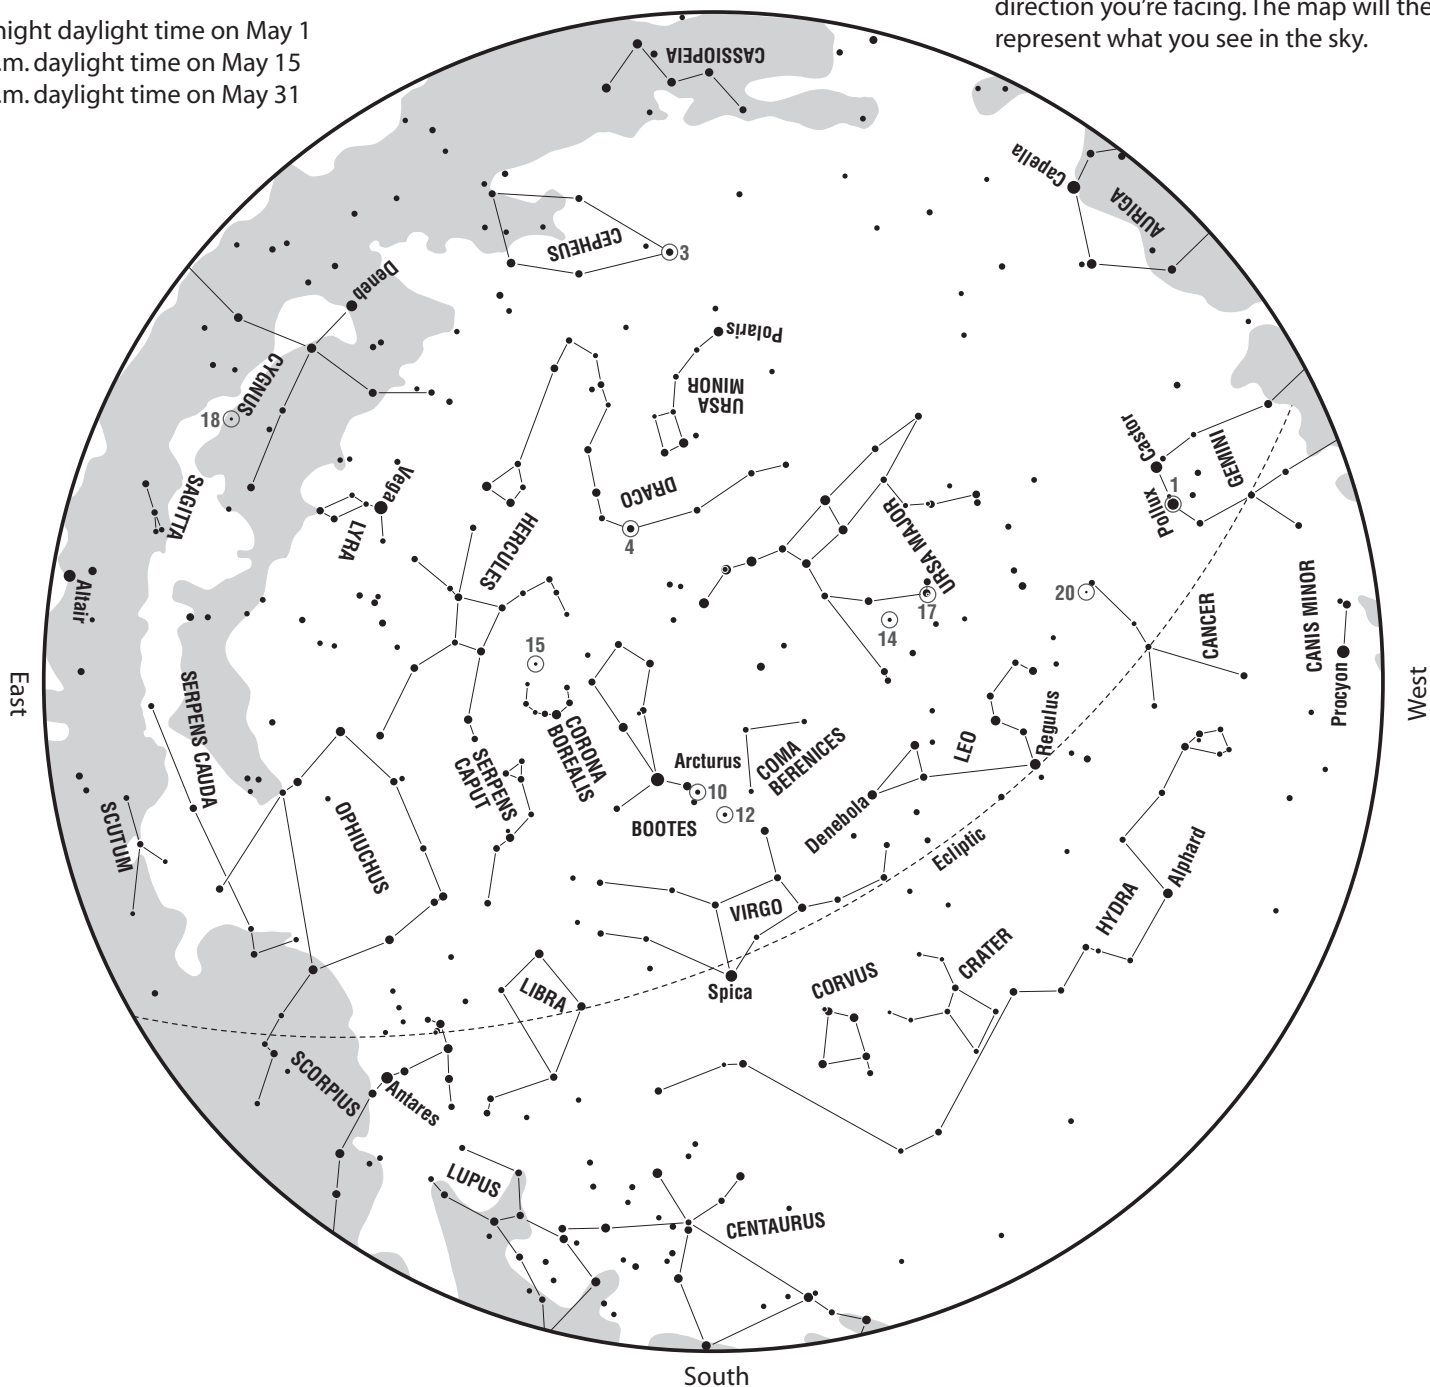 night daylight time on May 1
.m. daylight time on May 15
.m. daylight time on May 31
direction you're facing. The map will the
represent what you see in the sky.
CASSIOPEIA
Capella
AURIGA
CEPHEUS
3
Deneb
Polaris
URSA
MINOR
CYGNUS
18
Castor
GEMINI
1
Pollux
SAGITTA
Vega
LYRA
HERCULES
DRACO
4
URSA MAJOR
17
14
20
CANCER
CANIS MINOR
Procyon
Altair
East
West
15
SERPENS CAUDA
CORONA
BOREALIS
SERPENS
CAPUT
Arcturus
10
12
BOOTES
COMA
BERENICES
LEO
Regulus
Denebola
Ecliptic
SCUTUM
OPHIUCHUS
VIRGO
Spica
HYDRA
Alphard
CRATER
CORVUS
LIBRA
SCORPIUS
Antares
LUPUS
CENTAURUS
South